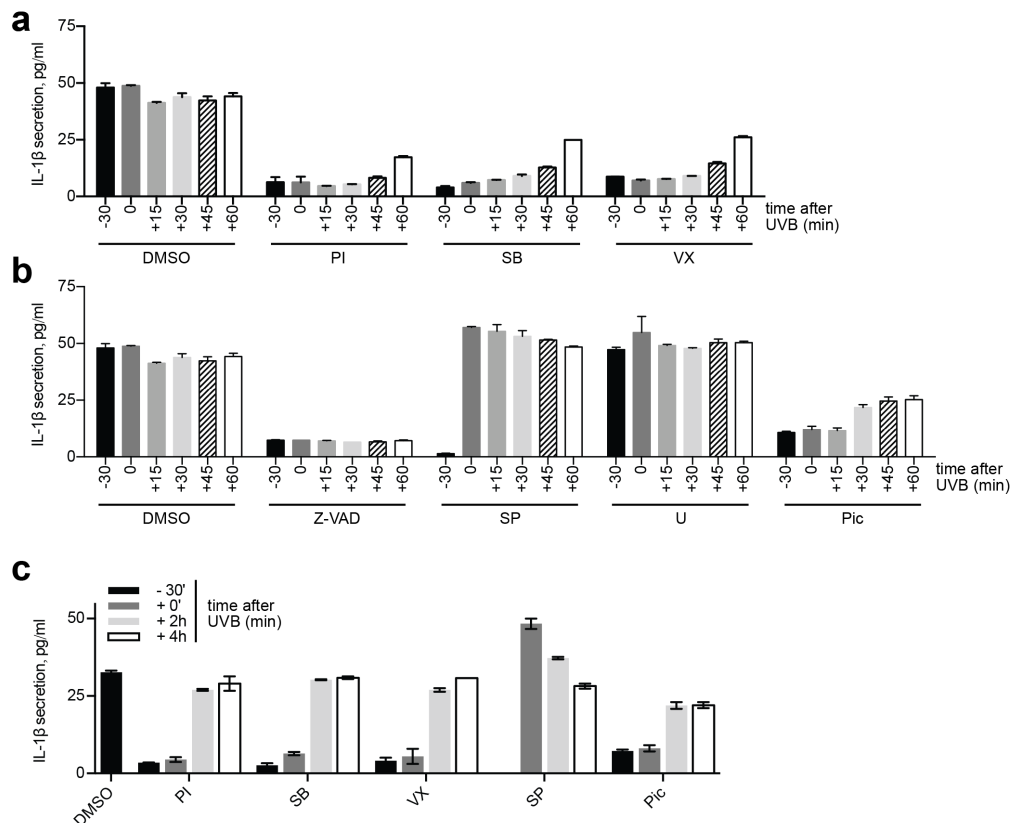 a
75
50
25
0
IL-1β secretion, pg/ml
-30 0 +15 +30 +45 +60 -30 0 +15 +30 +45 +60 -30 0 +15 +30 +45 +60 -30 0 +15 +30 +45 +60 time after
UVB (min)
DMSO PI SB VX
b
75
50
25
0
IL-1β secretion, pg/ml
-30 0 +15 +30 +45 +60 -30 0 +15 +30 +45 +60 -30 0 +15 +30 +45 +60 -30 0 +15 +30 +45 +60 -30 0 +15 +30 +45 +60 time after
UVB (min)
DMSO Z-VAD SP U Pic
c
- 30'
+ 0'
+ 2h
+ 4h
time after
UVB (min)
50
25
0
IL-1β secretion, pg/ml
DMSO PI SB VX SP Pic